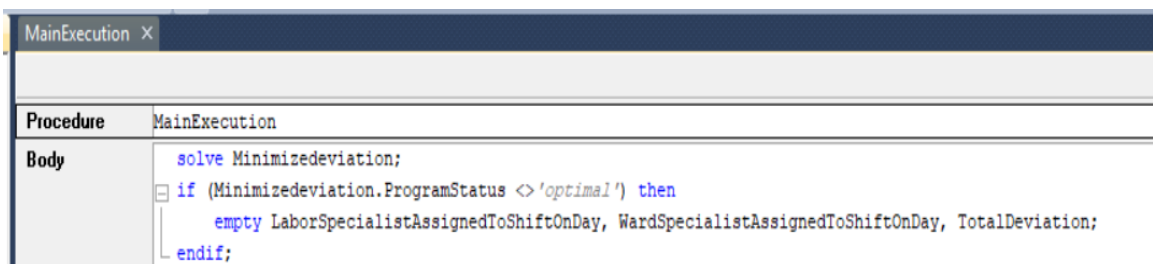 MainExecution ×
Procedure MainExecution
Body solve Minimizedeviation;
if (Minimizedeviation.ProgramStatus <>'optimal') then
empty LaborSpecialistAssignedToShiftOnDay, WardSpecialistAssignedToShiftOnDay, TotalDeviation;
endif;